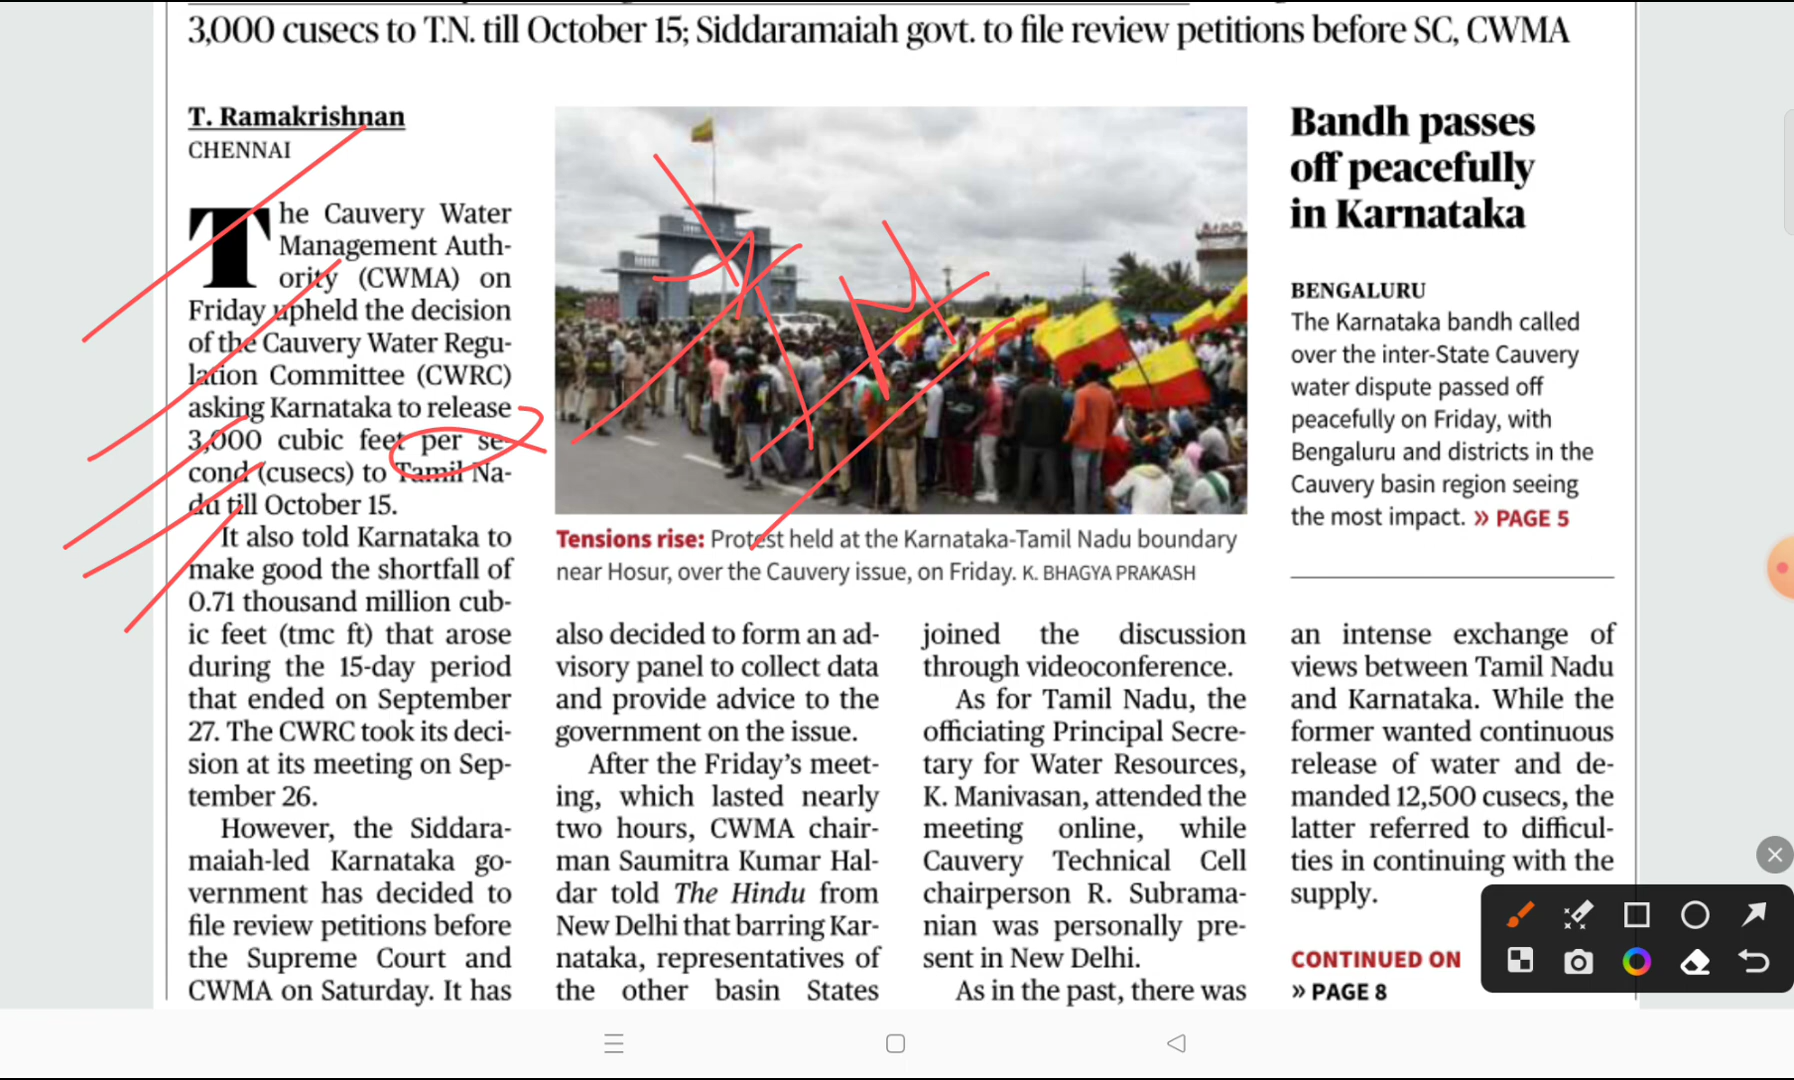 3,000 cusecs to T.N. till October 15; Siddaramaiah govt. to file review petitions before SC, CWMA
T. Ramakrishnan
CHENNAI
The Cauvery Water
Management Auth-
ority (CWMA) on
Friday upheld the decision
of the Cauvery Water Regu-
lation Committee (CWRC)
asking Karnataka to release
3,000 cubic feet per se-
cond (cusecs) to Tamil Na-
du till October 15.
It also told Karnataka to
make good the shortfall of
0.71 thousand million cub-
ic feet (tmc ft) that arose
during the 15-day period
that ended on September
27. The CWRC took its deci-
sion at its meeting on Sep-
tember 26.
However, the Siddara-
maiah-led Karnataka go-
vernment has decided to
file review petitions before
the Supreme Court and
CWMA on Saturday. It has
Tensions rise: Protest held at the Karnataka-Tamil Nadu boundary
near Hosur, over the Cauvery issue, on Friday. K. BHAGYA PRAKASH
also decided to form an ad-
visory panel to collect data
and provide advice to the
government on the issue.
After the Friday's meet-
ing, which lasted nearly
two hours, CWMA chair-
man Saumitra Kumar Hal-
dar told The Hindu from
New Delhi that barring Kar-
nataka, representatives of
the other basin States
joined the discussion
through videoconference.
As for Tamil Nadu, the
officiating Principal Secre-
tary for Water Resources,
K. Manivasan, attended the
meeting online, while
Cauvery Technical Cell
chairperson R. Subrama-
nian was personally pre-
sent in New Delhi.
As in the past, there was
Bandh passes
off peacefully
in Karnataka
BENGALURU
The Karnataka bandh called
over the inter-State Cauvery
water dispute passed off
peacefully on Friday, with
Bengaluru and districts in the
Cauvery basin region seeing
the most impact. » PAGE 5
an intense exchange of
views between Tamil Nadu
and Karnataka. While the
former wanted continuous
release of water and de-
manded 12,500 cusecs, the
latter referred to difficul-
ties in continuing with the
supply.
CONTINUED ON
» PAGE 8